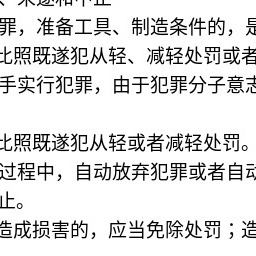 、未遂和中止
罪，准备工具、制造条件的，是
比照既遂犯从轻、减轻处罚或者
手实行犯罪，由于犯罪分子意志
比照既遂犯从轻或者减轻处罚。
过程中，自动放弃犯罪或者自动
止。
造成损害的，应当免除处罚；造